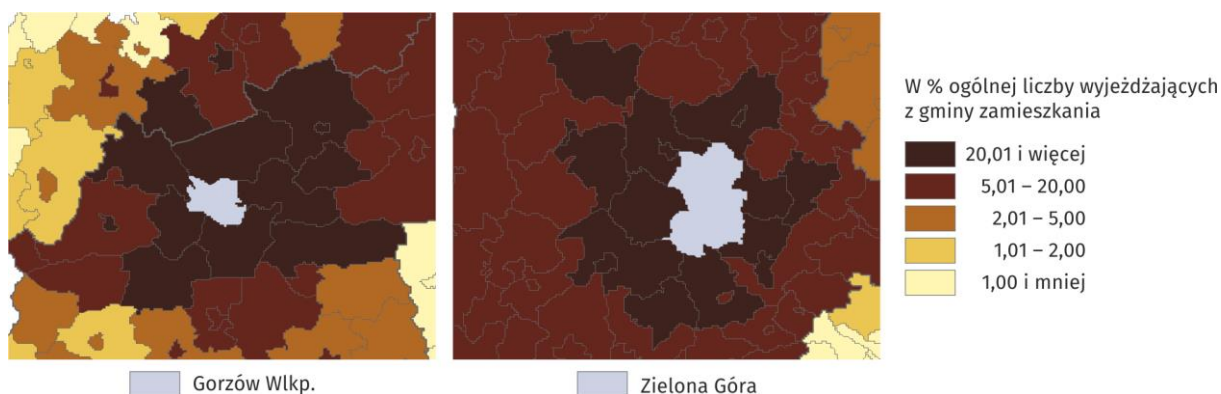 W % ogólnej liczby wyjeżdżających
z gminy zamieszkania
20,01 i więcej
5,01 – 20,00
2,01 – 5,00
1,01 – 2,00
1,00 i mniej
Gorzów Wlkp.
Zielona Góra